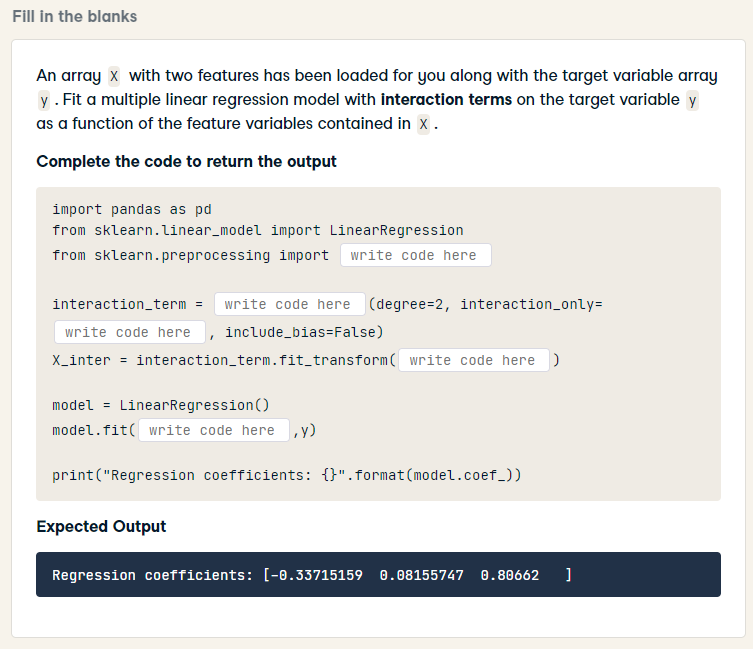 Fill in the blanks
An array X with two features has been loaded for you along with the target variable array
y . Fit a multiple linear regression model with interaction terms on the target variable y
as a function of the feature variables contained in X .
Complete the code to return the output
import pandas as pd
from sklearn.linear_model import LinearRegression
from sklearn.preprocessing import write code here
interaction_term = write code here (degree=2, interaction_only=
write code here , include_bias=False)
X_inter = interaction_term.fit_transform( write code here )
model = LinearRegression()
model.fit( write code here ,y)
print("Regression coefficients: {}".format(model.coef_))
Expected Output
Regression coefficients: [-0.33715159  0.08155747  0.80662   ]